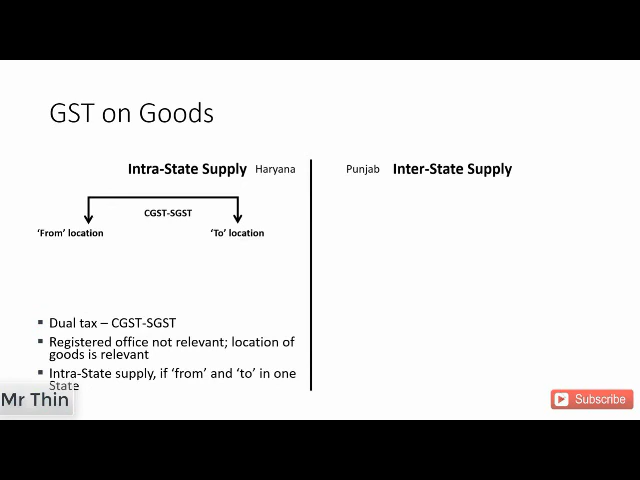 GST on Goods
Intra-State Supply Haryana
Punjab Inter-State Supply
CGST-SGST
‘From’ location
‘To’ location
▪ Dual tax – CGST-SGST
▪ Registered office not relevant; location of
goods is relevant
▪ Intra-State supply, if ‘from’ and ‘to’ in one
State
Mr Thin
Subscribe